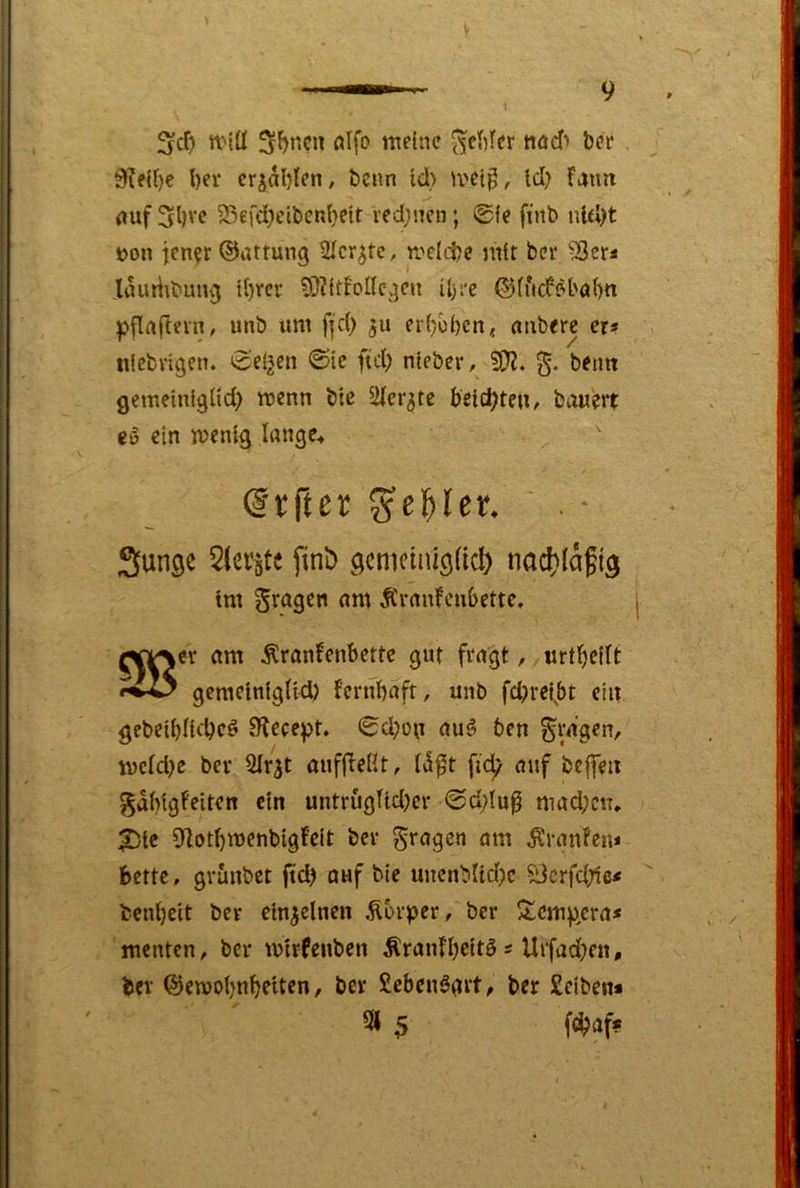 9
Ich will Ihnen also meine Fehler nach der
Reihe her erzählen, denn ich weiß, ich kann
auf Ihre Bescheidenheit rechnen; Sie sind nicht
von jener Gattung Aerzte, welche mit der Ver-
läumdung ihrer Mitkollegen ihre Glücksbahn
pflastern, und um sich zu erhöhen, andere er-
niedrigen. Setzen Sie sich nieder, M. F. denn
gemeiniglich wenn die Aerzte beichten, dauert
es ein wenig lange.
Erster Fehler.
Junge Aerzte sind gemeiniglich nachläßig
im Fragen am Krankenbette.
Wer am Krankenbette gut fragt, urtheilt
gemeiniglich kernhaft, und schreibt ein
gedeihliches Recept. Schon aus den Frägen,
welche der Arzt aufstellt, läßt sich auf dessen
Fähigkeiten ein untrüglicher Schluß machen.
Die Nothwendigkeit der Fragen am Kranken-
bette, gründet sich auf die unendliche Verschie-
denheit der einzelnen Körper, der Tempera-
menten, der wirkenden Krankheits-Ursachen,
der Gewohnheiten, der Lebensart, der Leiden-
A 5 schaf-